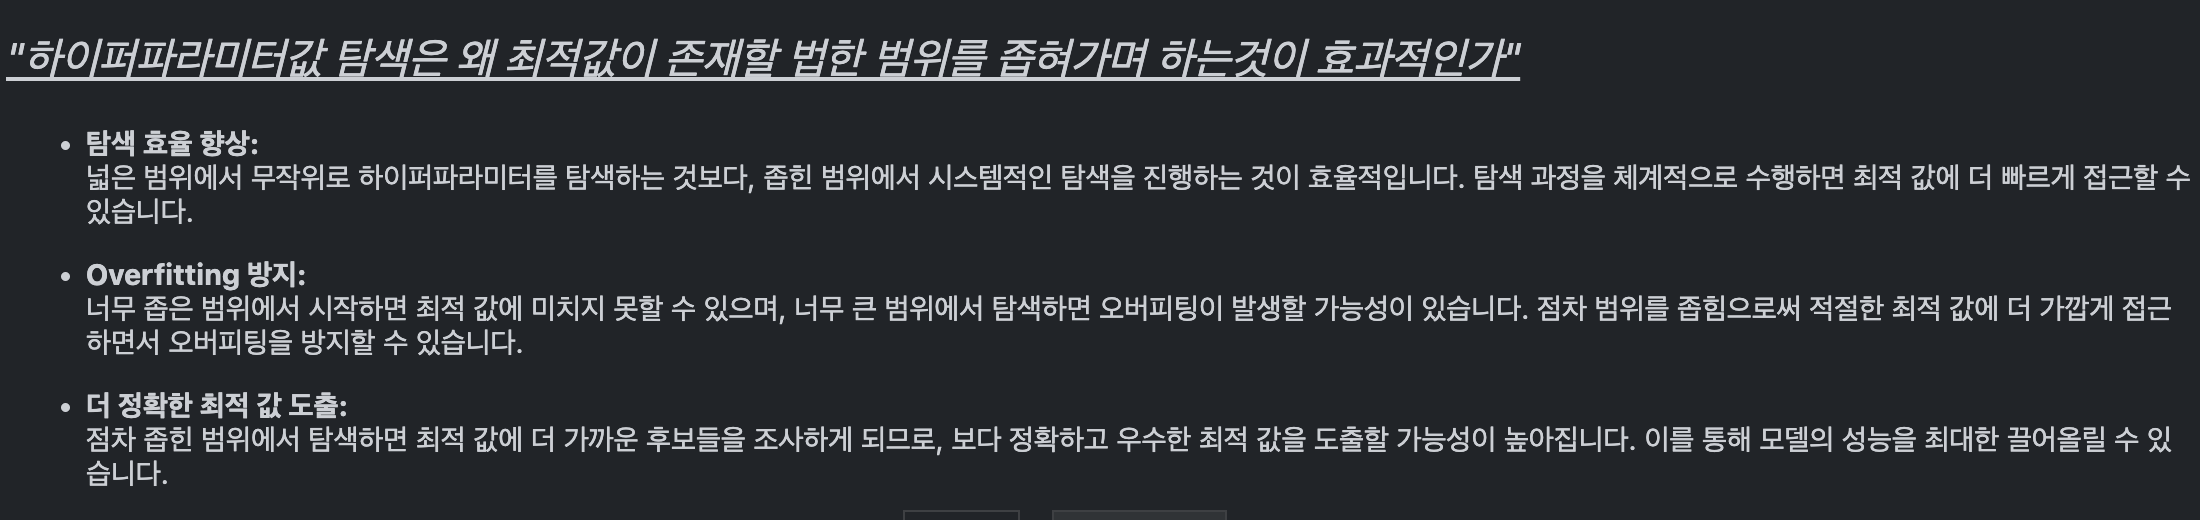 "하이퍼파라미터값 탐색은 왜 최적값이 존재할 법한 범위를 좁혀가며 하는것이 효과적인가"
• 탐색 효율 향상:
넓은 범위에서 무작위로 하이퍼파라미터를 탐색하는 것보다, 좁힌 범위에서 시스템적인 탐색을 진행하는 것이 효율적입니다. 탐색 과정을 체계적으로 수행하면 최적 값에 더 빠르게 접근할 수
있습니다.
• Overfitting 방지:
너무 좁은 범위에서 시작하면 최적 값에 미치지 못할 수 있으며, 너무 큰 범위에서 탐색하면 오버피팅이 발생할 가능성이 있습니다. 점차 범위를 좁힘으로써 적절한 최적 값에 더 가깝게 접근
하면서 오버피팅을 방지할 수 있습니다.
• 더 정확한 최적 값 도출:
점차 좁힌 범위에서 탐색하면 최적 값에 더 가까운 후보들을 조사하게 되므로, 보다 정확하고 우수한 최적 값을 도출할 가능성이 높아집니다. 이를 통해 모델의 성능을 최대한 끌어올릴 수 있
습니다.